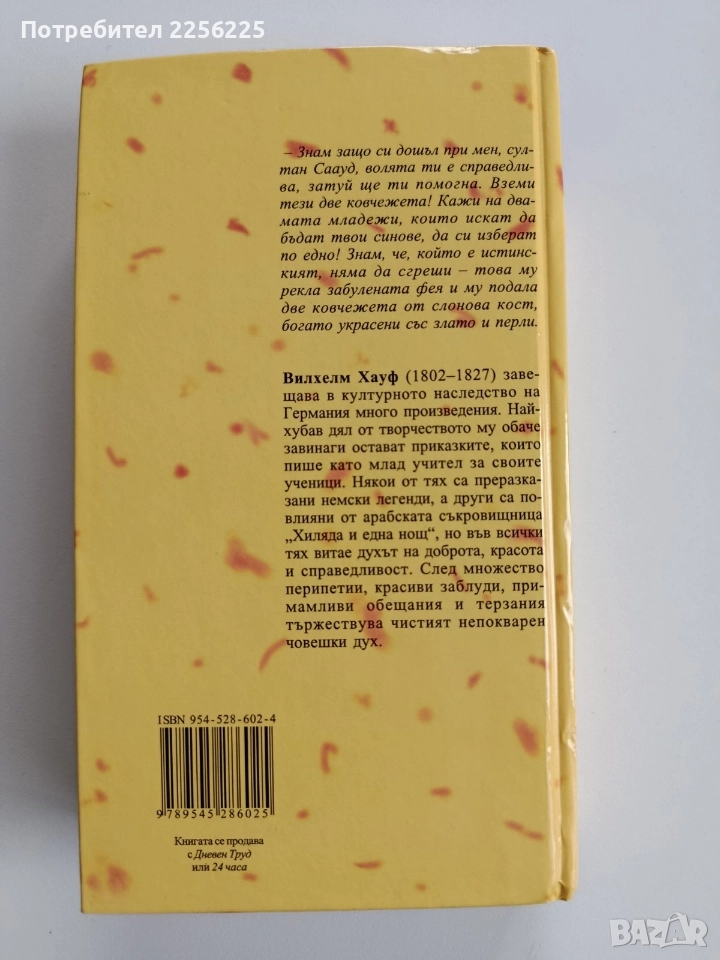 Потребител 2256225
– Знам защо си дошъл при мен, сул-
тан Саауд, волята ти е справедли-
ва, затуй ще ти помогна. Вземи
тези две ковчежета! Кажи на два-
мата младежи, които искат да
бъдат твои синове, да си изберат
по едно! Знам, че, който е истин-
ският, няма да сгреши – това му
рекла забулената фея и му подала
две ковчежета от слонова кост,
богато украсени със злато и перли.
Вилхелм Хауф (1802–1827) заве-
щава в културното наследство на
Германия много произведения. Най-
хубав дял от творчеството му обаче
завинаги остават приказките, които
пише като млад учител за своите
ученици. Някои от тях са преразка-
зани немски легенди, а други са по-
влияни от арабската съкровищница
„Хиляда и една нощ“, но във всички
тях витае духът на доброта, красота
и справедливост. След множество
перипетии, красиви заблуди, при-
мамливи обещания и терзания
тържествува чистият непокварен
човешки дух.
ISBN 954-528-602-4
9 789545 286025
Книгата се продава
с Дневен Труд
или 24 часа
BAZAR